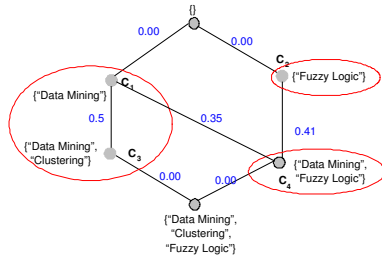 {}
0.00
0.00
C1
C2
{"Data Mining"}
{"Fuzzy Logic"}
0.5
0.35
0.41
{"Data Mining",
"Clustering"}
C3
0.00
0.00
C4
{"Data Mining",
"Fuzzy Logic"}
{"Data Mining",
"Clustering",
"Fuzzy Logic"}